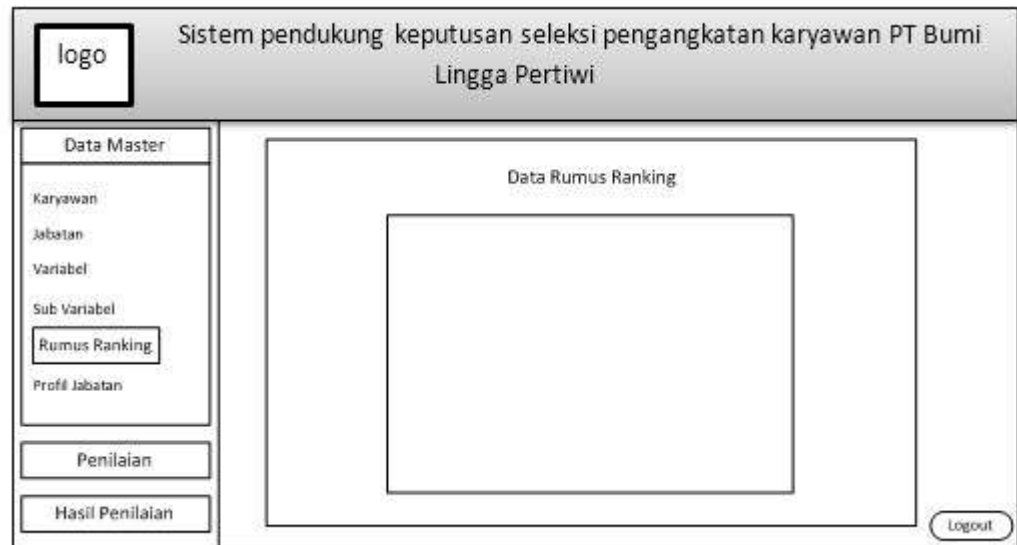 logo
Sistem pendukung keputusan seleksi pengangkatan karyawan PT Bumi
Lingga Pertiwi
Data Master
Karyawan
Jabatan
Variabel
Sub Variabel
Rumus Ranking
Profil Jabatan
Penilaian
Hasil Penilaian
Data Rumus Ranking
Logout